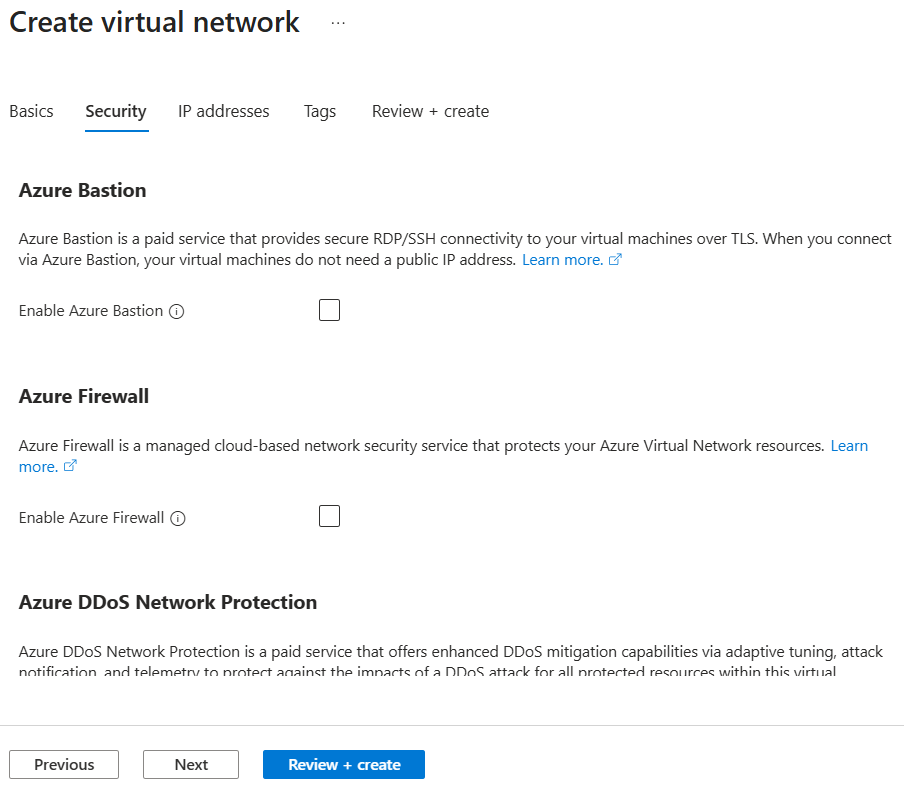 Create virtual network ...
Basics Security IP addresses Tags Review + create
Azure Bastion
Azure Bastion is a paid service that provides secure RDP/SSH connectivity to your virtual machines over TLS. When you connect
via Azure Bastion, your virtual machines do not need a public IP address. Learn more.
Enable Azure Bastion
Azure Firewall
Azure Firewall is a managed cloud-based network security service that protects your Azure Virtual Network resources. Learn
more.
Enable Azure Firewall
Azure DDoS Network Protection
Azure DDoS Network Protection is a paid service that offers enhanced DDoS mitigation capabilities via adaptive tuning, attack
notification, and telemetry to protect against the impacts of a DDoS attack for all protected resources within this virtual
Previous Next Review + create